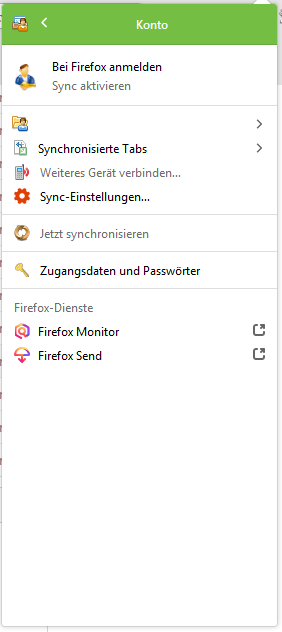 Konto
Bei Firefox anmelden
Sync aktivieren
Synchronisierte Tabs
Weiteres Gerät verbinden...
Sync-Einstellungen...
Jetzt synchronisieren
Zugangsdaten und Passwörter
Firefox-Dienste
Firefox Monitor
Firefox Send